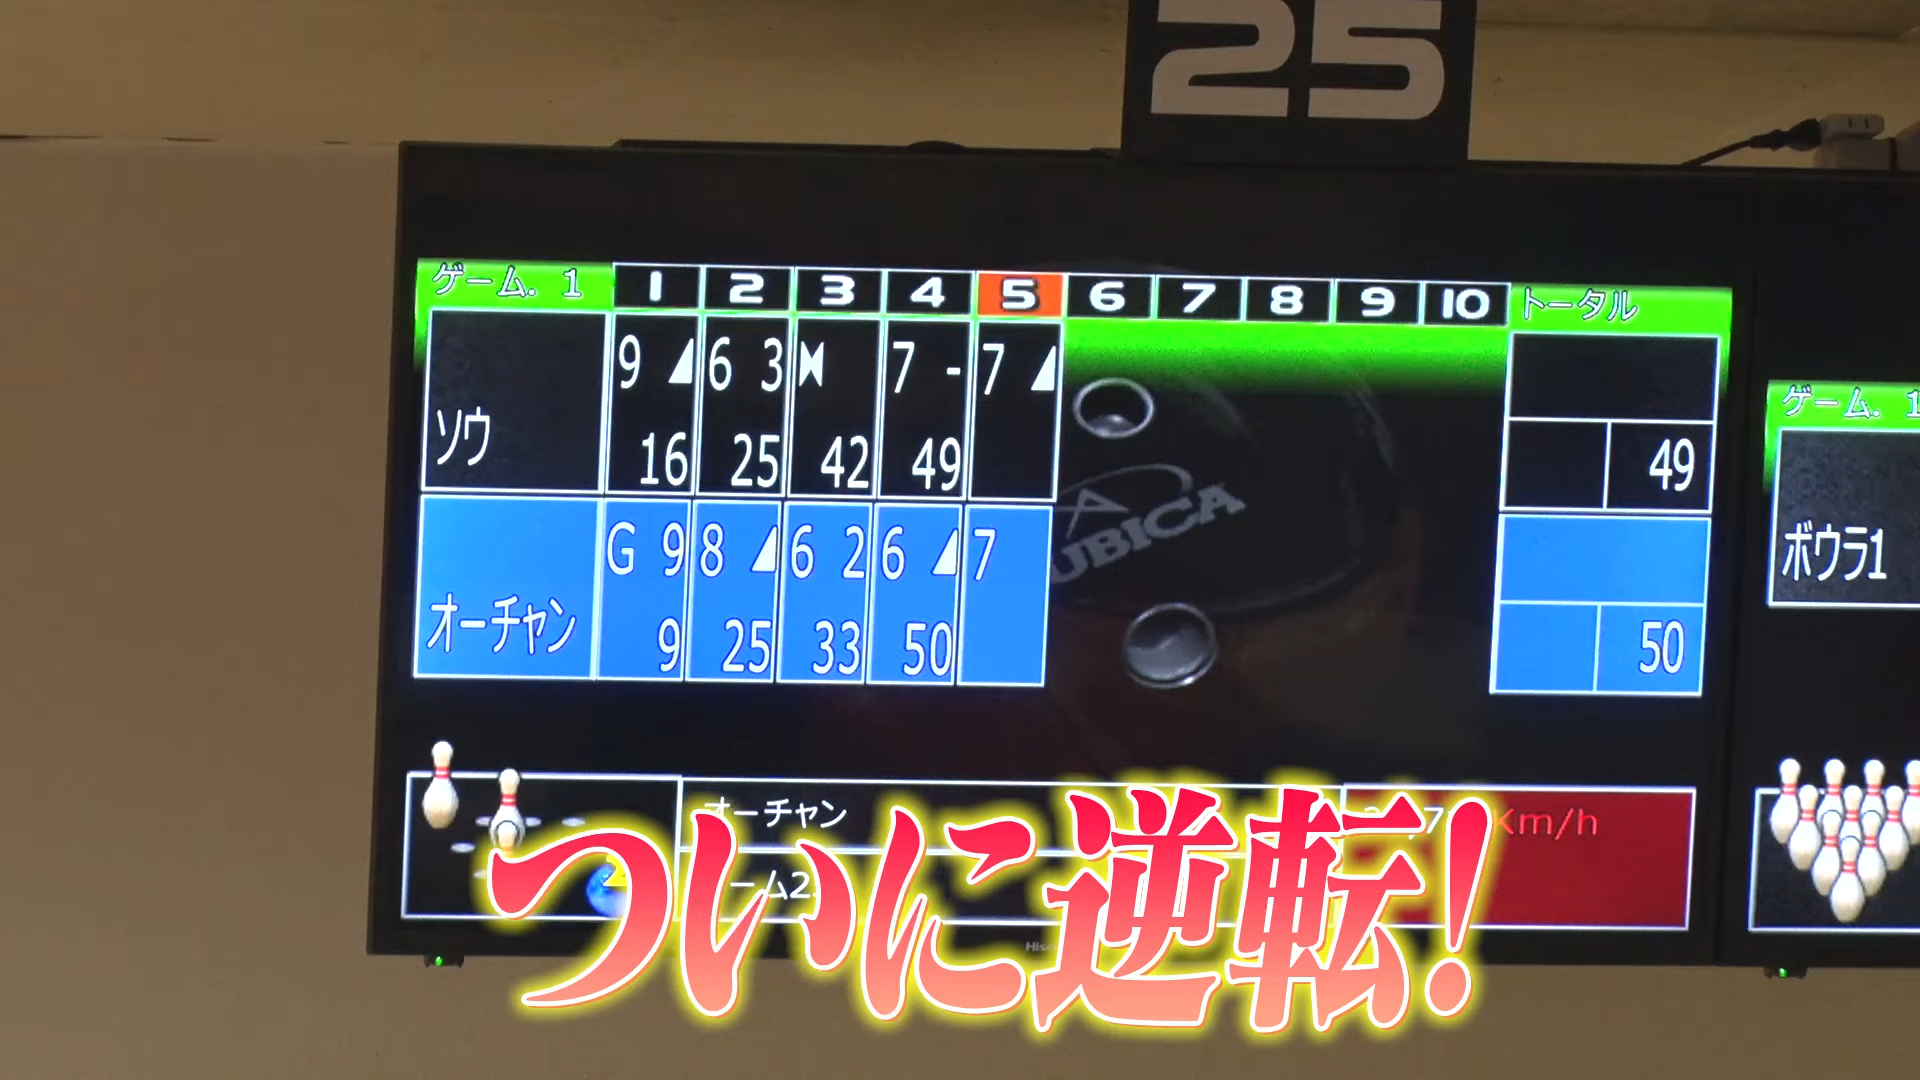 25
ゲーム. 1 1 2 3 4 5 6 7 8 9 10 トータル
9 ▲ 6 3 7 - 7 ▲
ソウ 16 25 42 49 49
G 9 8 ▲ 6 2 6 ▲ 7
オーチャン 9 25 33 50 50
UBICA
ゲーム. 1
ボウラ1
オーチャン
Km/h
ついに逆転!